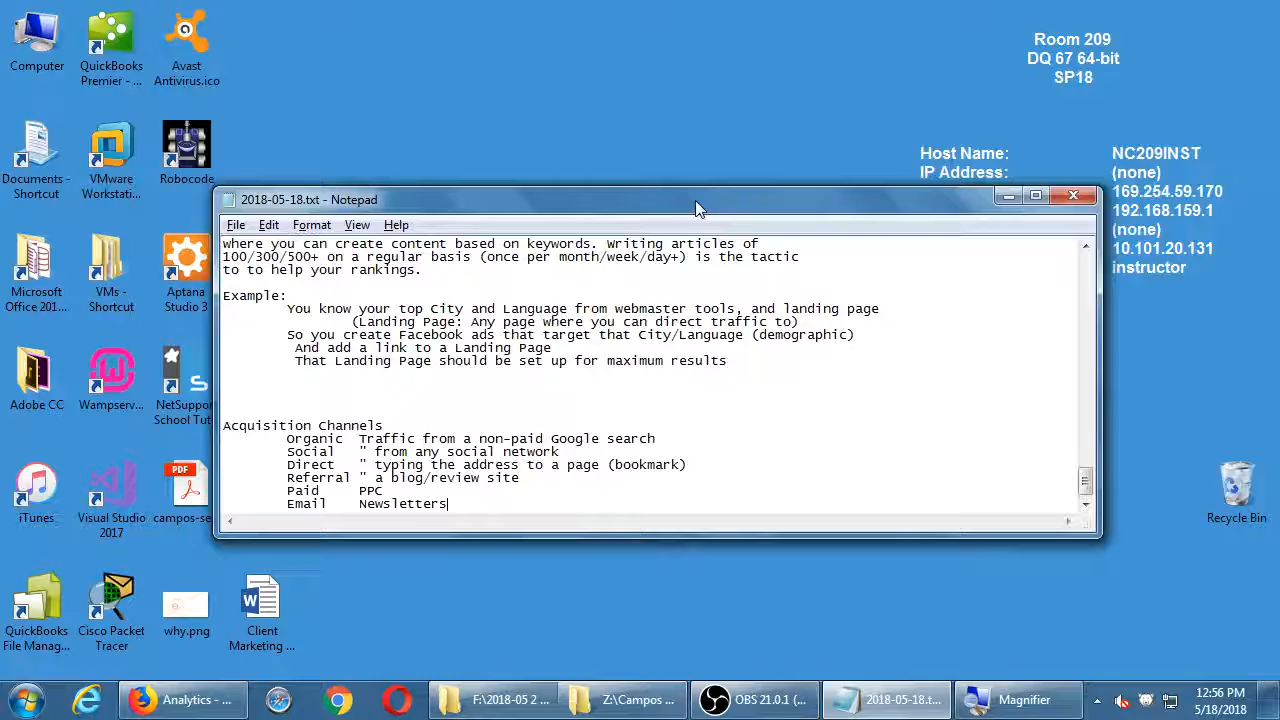 Computer
QuickBooks
Premier - ...
Avast
Antivirus.ico
Room 209
DQ 67 64-bit
SP18
Documents -
Shortcut
VMware
Workstati...
Robocode
Host Name:
NC209INST
IP Address:
(none)
169.254.59.170
192.168.159.1
(none)
10.101.20.131
instructor
2018-05-18.txt - Notepad
File Edit Format View Help
where you can create content based on keywords. Writing articles of
100/300/500+ on a regular basis (once per month/week/day+) is the tactic
to to help your rankings.
Example:
You know your top City and Language from webmaster tools, and landing page
(Landing Page: Any page where you can direct traffic to)
So you create Facebook ads that target that City/Language (demographic)
And add a link to a Landing Page
That Landing Page should be set up for maximum results
Acquisition Channels
Organic Traffic from a non-paid Google search
Social " from any social network
Direct " typing the address to a page (bookmark)
Referral " a blog/review site
Paid PPC
Email Newsletters
Microsoft
Office 201...
VMs -
Shortcut
Aptana
Studio 3
Adobe CC
Wampserv...
NetSuppor
School Tut
iTunes
Visual Studio
2017
PDF
campos-se
Recycle Bin
QuickBooks
File Manag...
Cisco Packet
Tracer
why.png
Client
Marketing ...
Analytics - ...
F:\2018-05 2 ...
Z:\Campos ...
OBS 21.0.1 (...
2018-05-18.t...
Magnifier
12:56 PM
5/18/2018